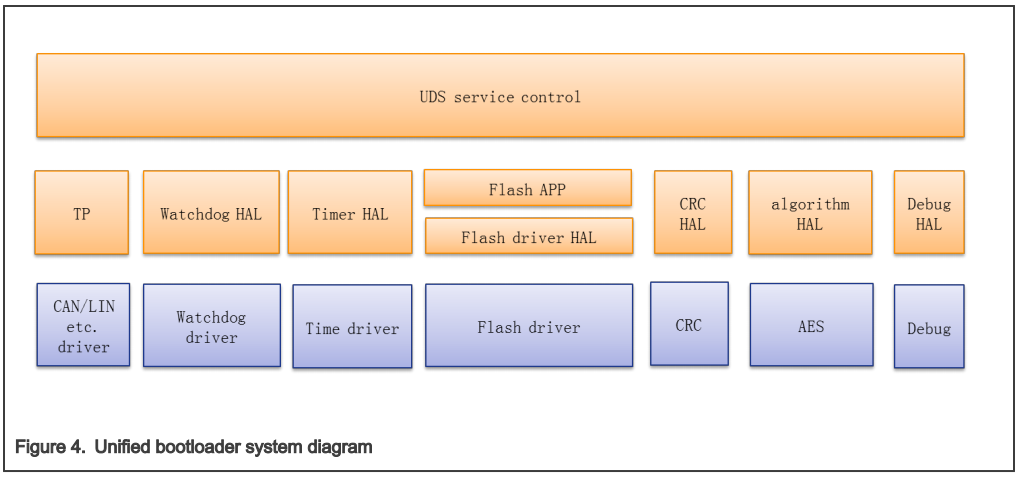 UDS service control
TP
Watchdog HAL
Timer HAL
Flash APP
Flash driver HAL
CRC
HAL
algorithm
HAL
Debug
HAL
CAN/LIN
etc.
driver
Watchdog
driver
Time driver
Flash driver
CRC
AES
Debug
Figure 4. Unified bootloader system diagram